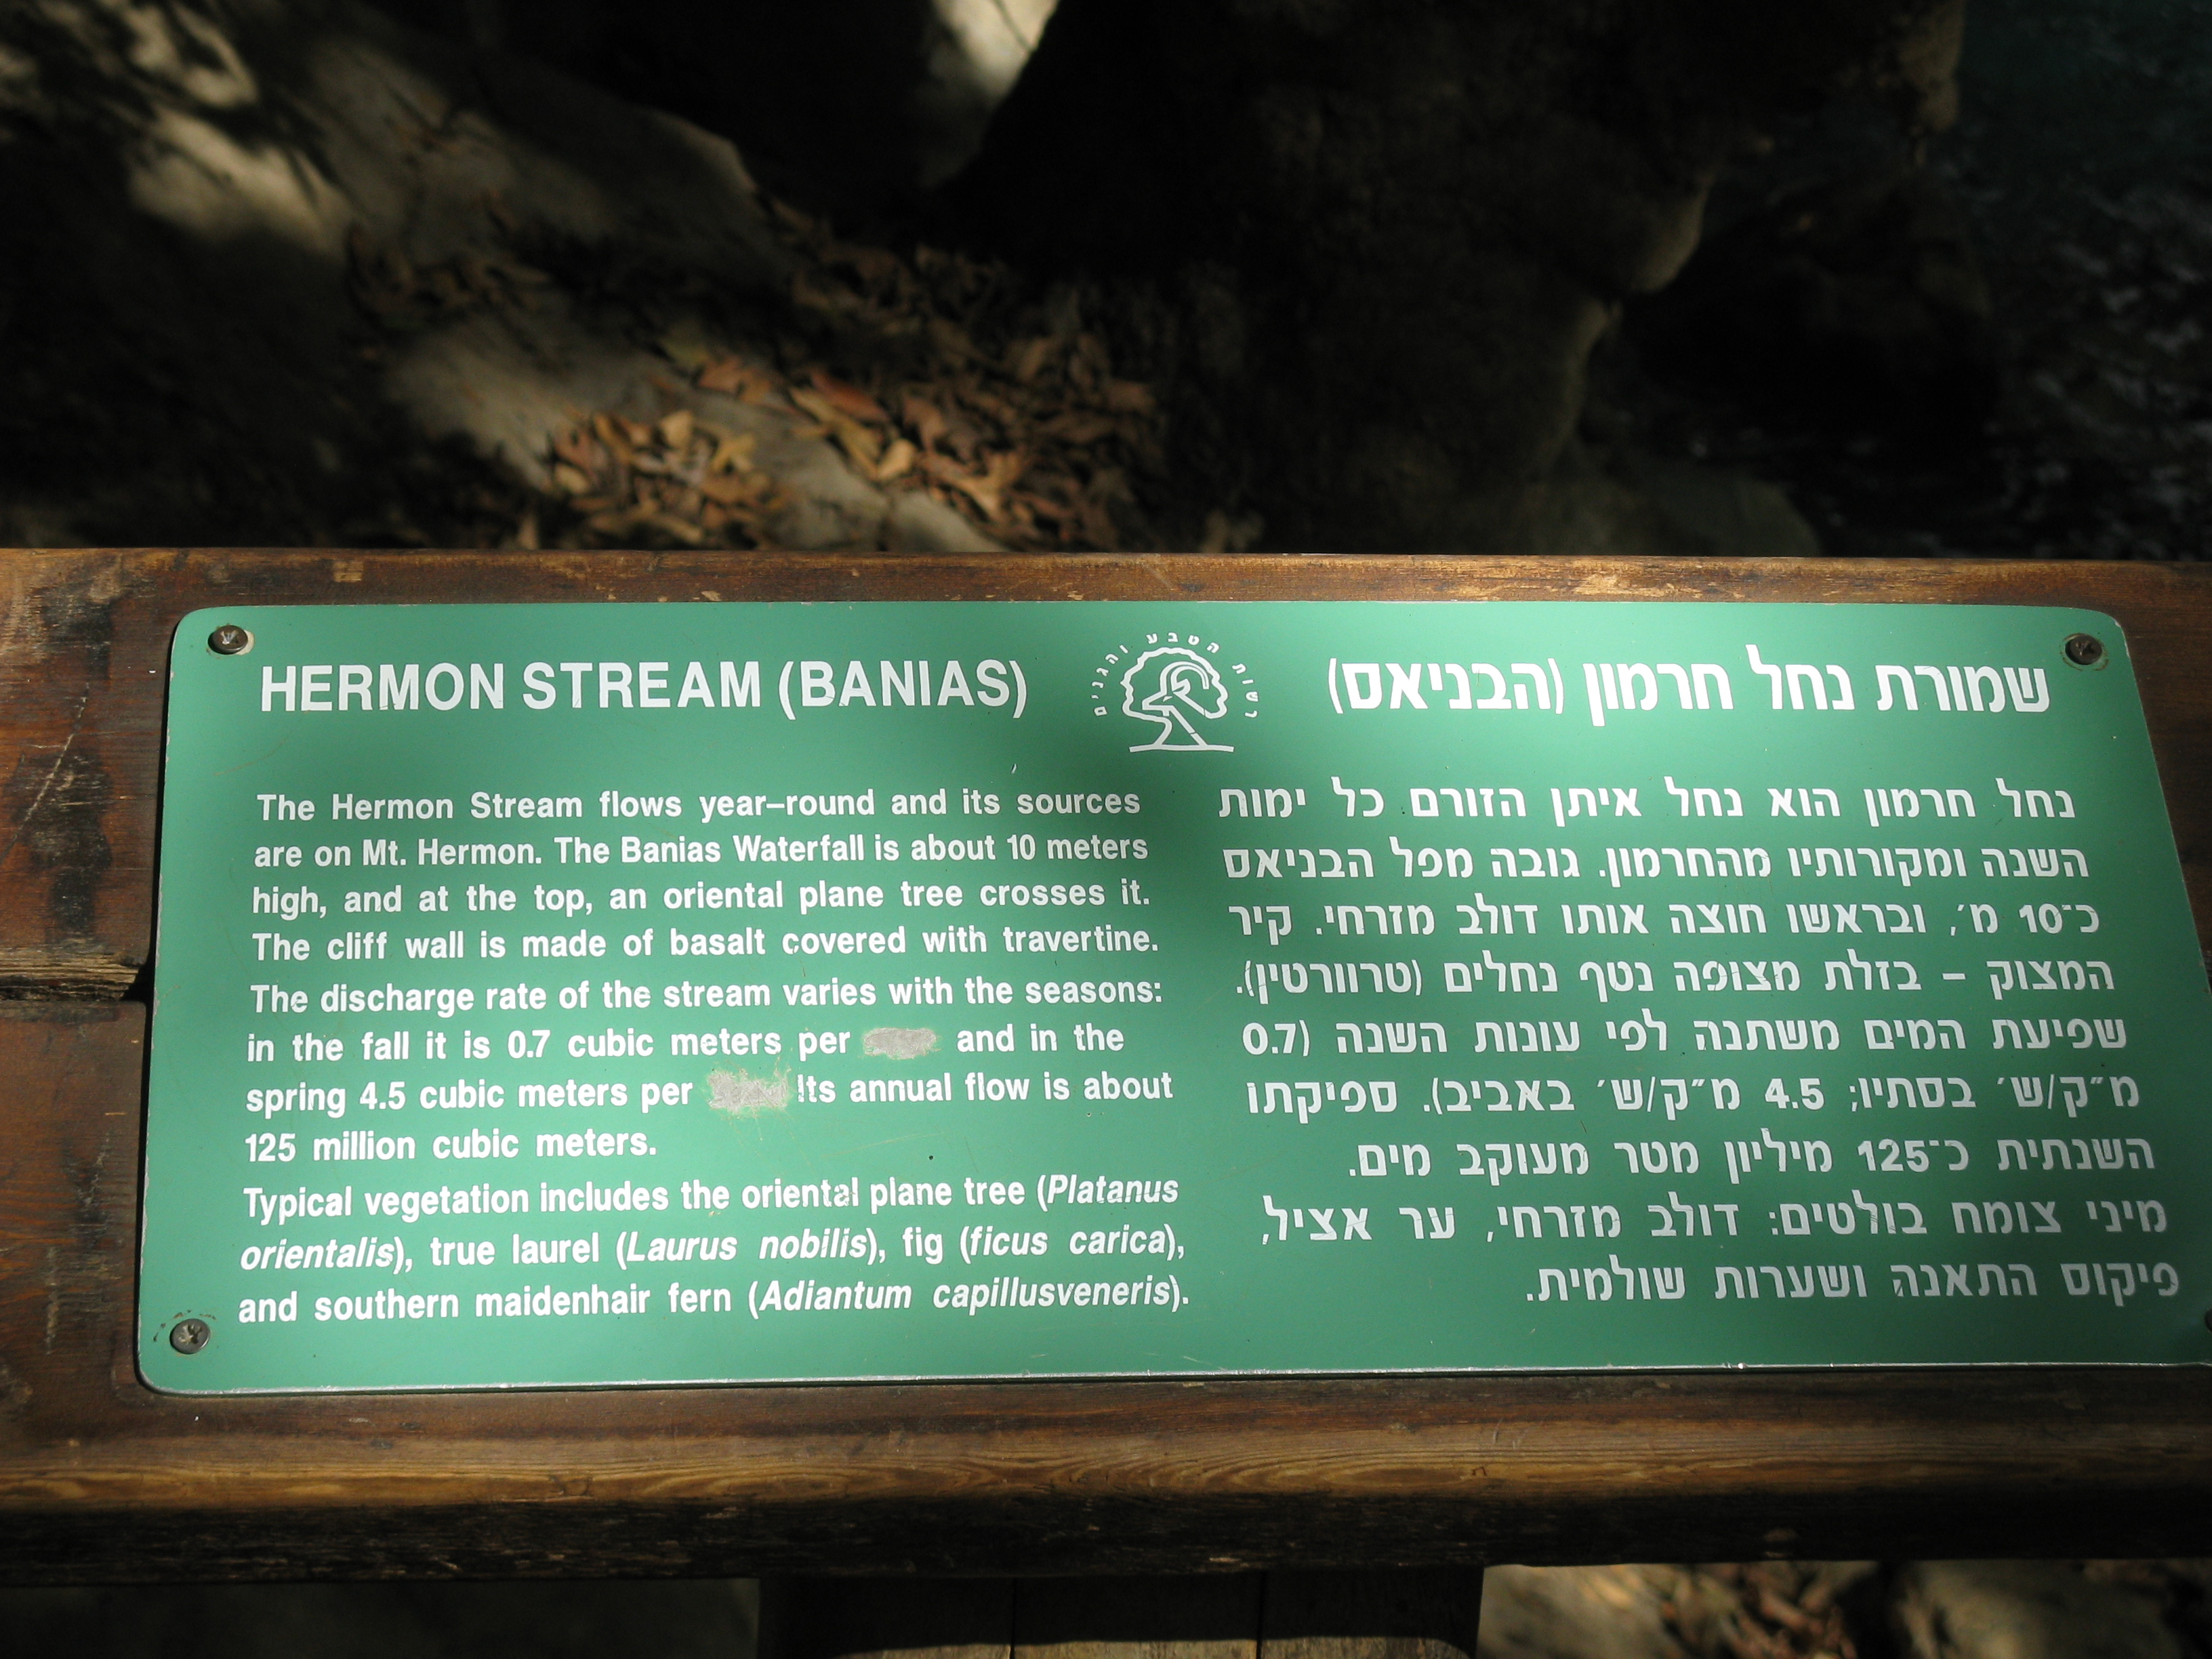 HERMON STREAM (BANIAS)
The Hermon Stream flows year–round and its sources
are on Mt. Hermon. The Banias Waterfall is about 10 meters
high, and at the top, an oriental plane tree crosses it.
The cliff wall is made of basalt covered with travertine.
The discharge rate of the stream varies with the seasons:
in the fall it is 0.7 cubic meters per and in the
spring 4.5 cubic meters per Its annual flow is about
125 million cubic meters.
Typical vegetation includes the oriental plane tree (Platanus
orientalis), true laurel (Laurus nobilis), fig (ficus carica),
and southern maidenhair fern (Adiantum capillusveneris).
רשות הטבע והגנים
שמורת נחל חרמון (הבניאס)
נחל חרמון הוא נחל איתן הזורם כל ימות
השנה ומקורותיו מהחרמון. גובה מפל הבניאס
כ־10 מ׳, ובראשו חוצה אותו דולב מזרחי. קיר
המצוק – בזלת מצופה נטף נחלים (טרוורטין).
שפיעת המים משתנה לפי עונות השנה (0.7
מ״ק/ש׳ בסתיו; 4.5 מ״ק/ש׳ באביב). ספיקתו
השנתית כ־125 מיליון מטר מעוקב מים.
מיני צומח בולטים: דולב מזרחי, ער אציל,
פיקוס התאנה ושערות שולמית.